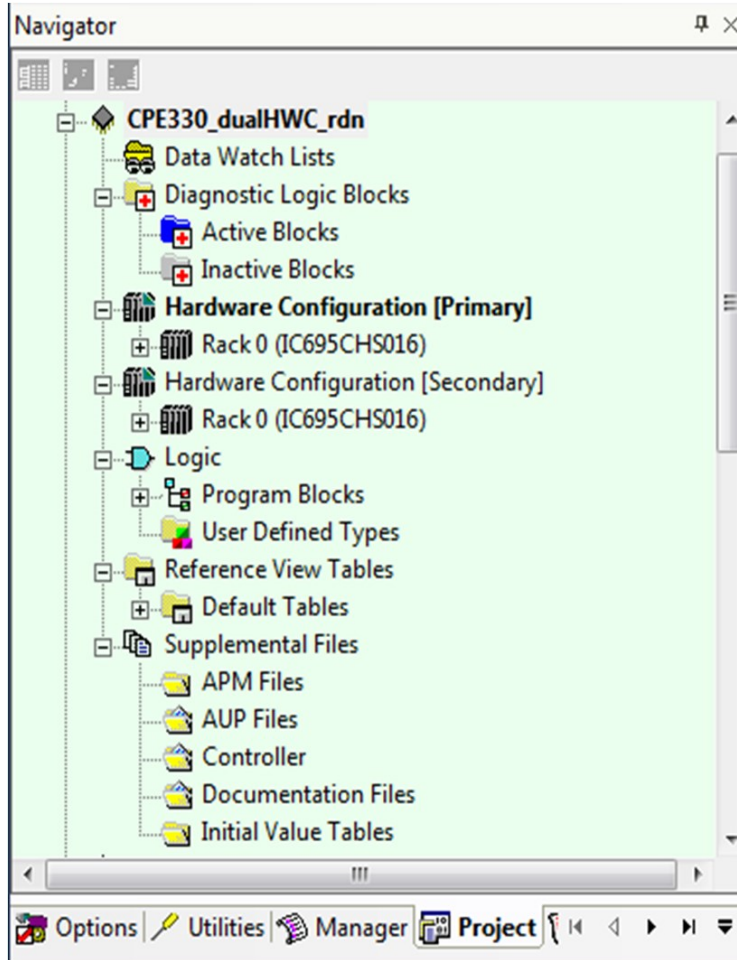 Navigator
CPE330_dualHWC_rdn
Data Watch Lists
Diagnostic Logic Blocks
Active Blocks
Inactive Blocks
Hardware Configuration [Primary]
Rack 0 (IC695CHS016)
Hardware Configuration [Secondary]
Rack 0 (IC695CHS016)
Logic
Program Blocks
User Defined Types
Reference View Tables
Default Tables
Supplemental Files
APM Files
AUP Files
Controller
Documentation Files
Initial Value Tables
Options Utilities Manager Project